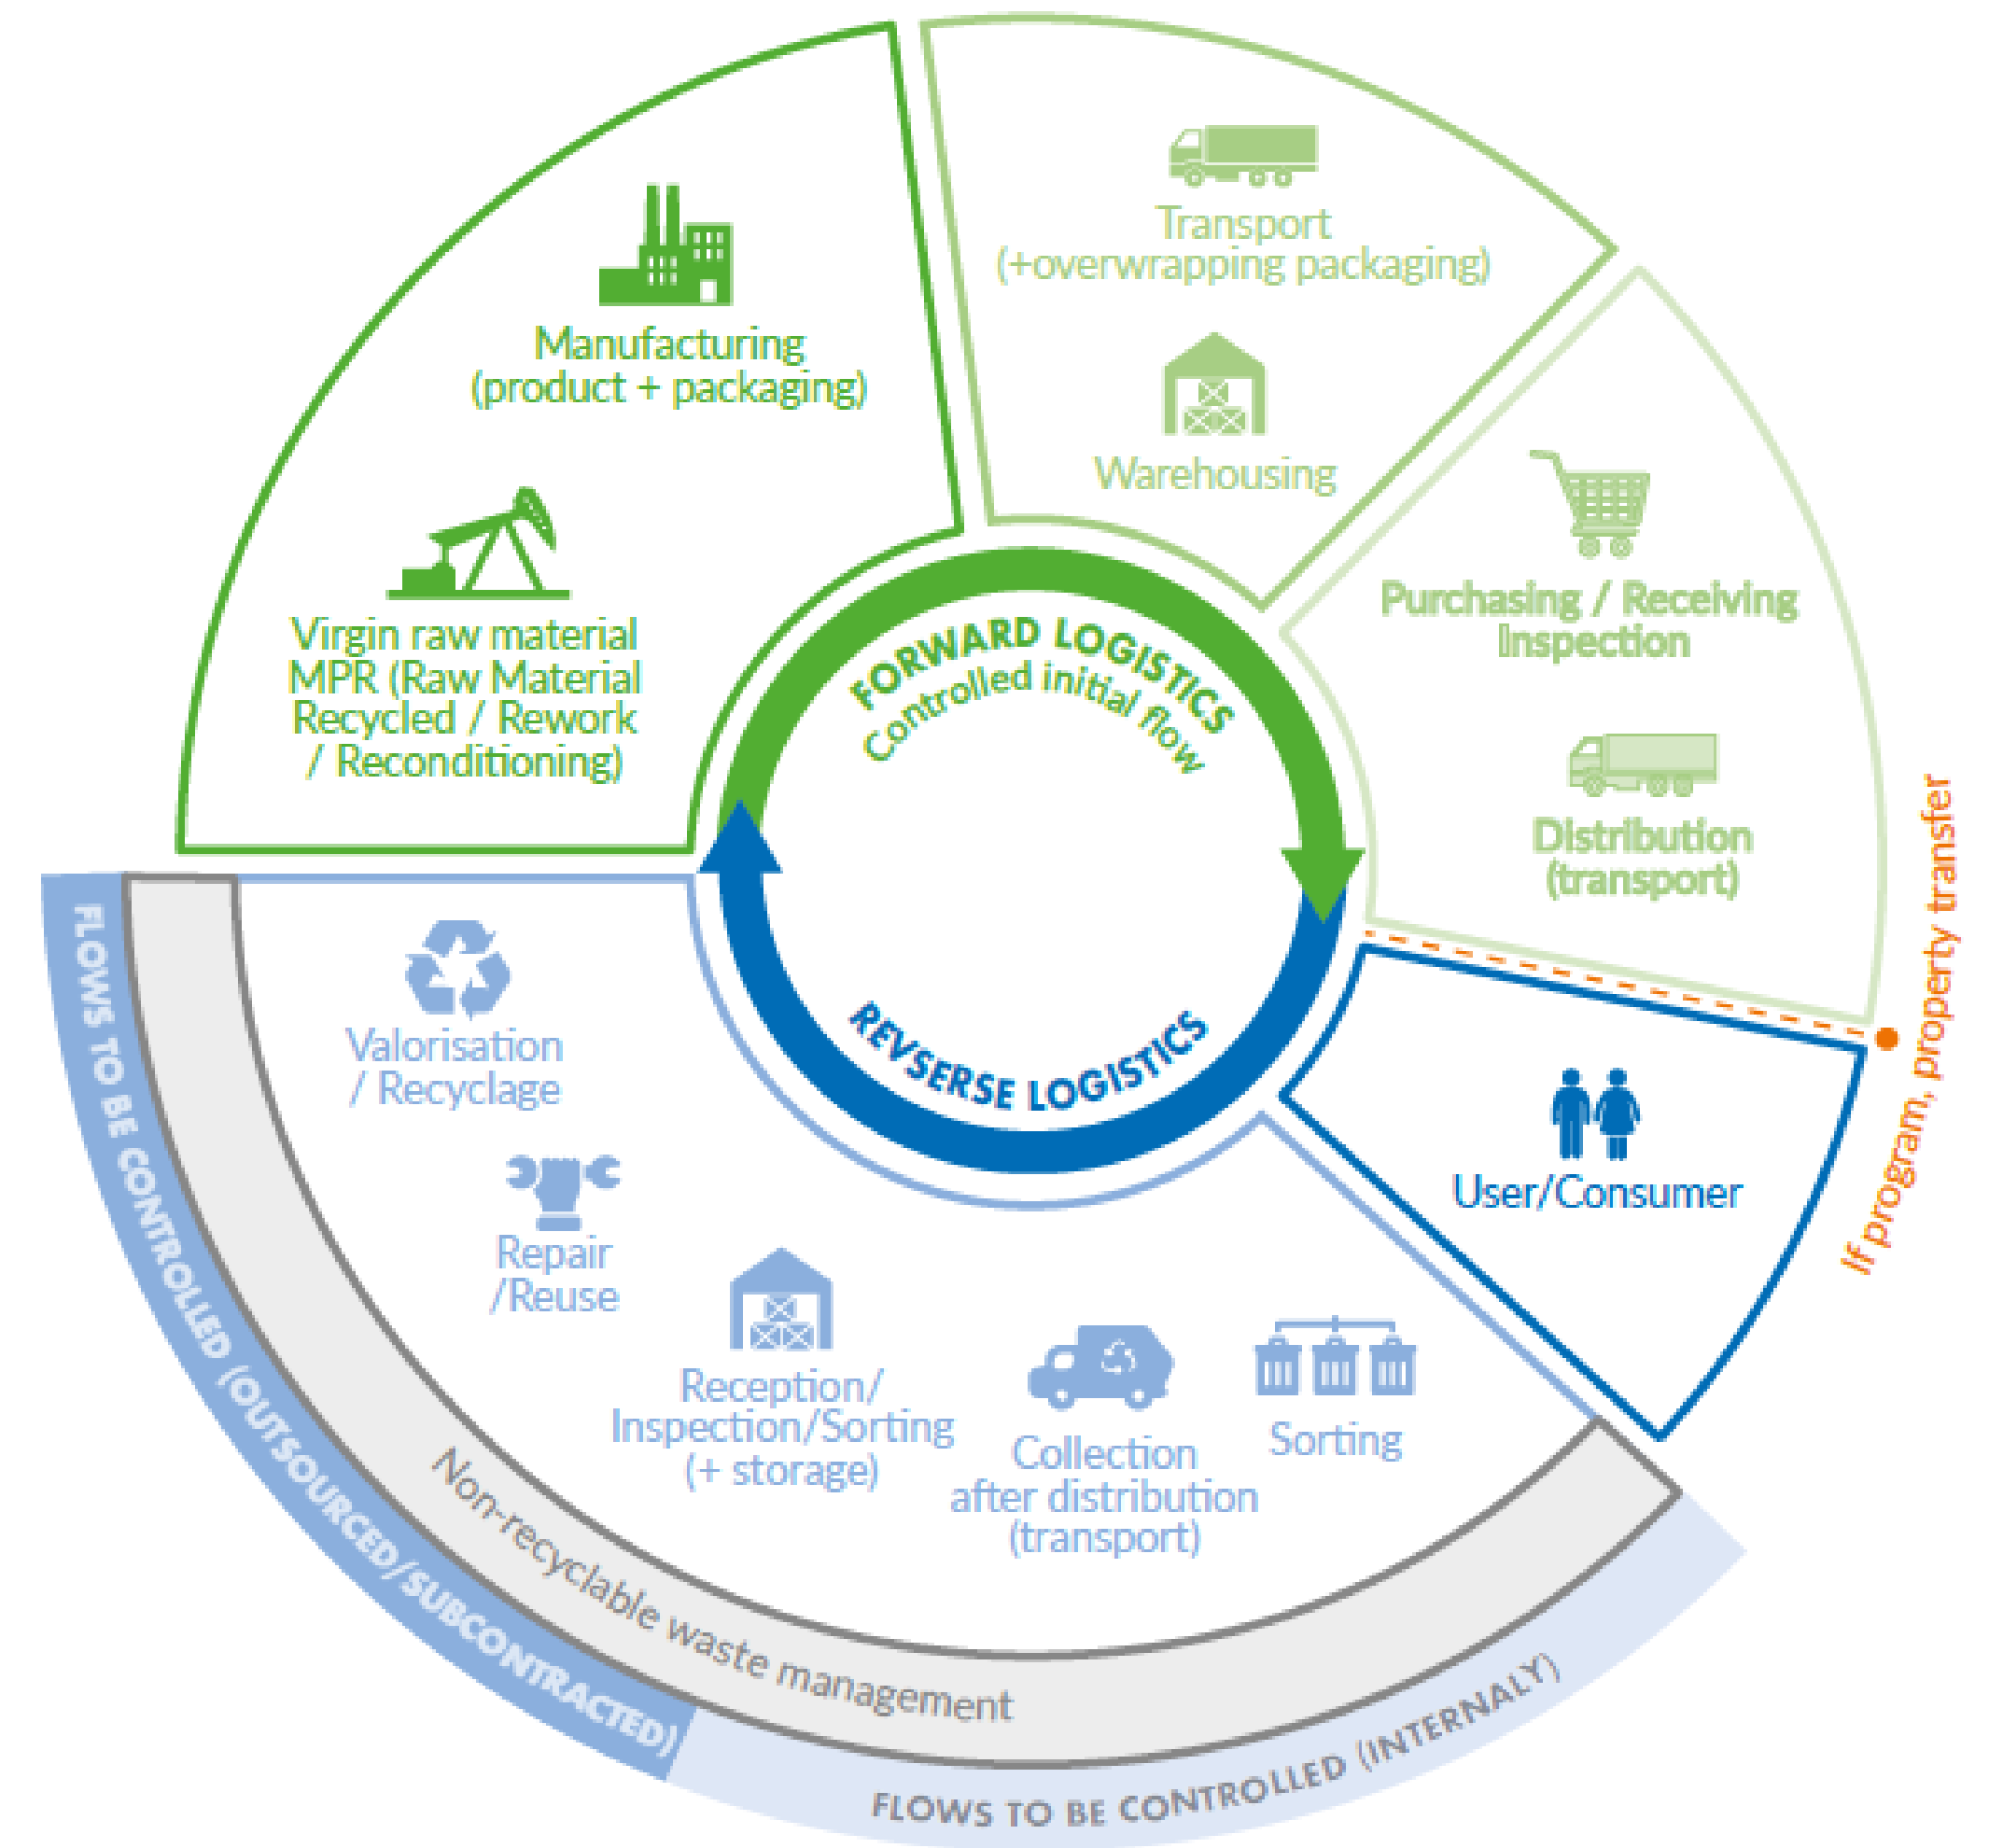 Transport
(+overwrapping packaging)
Warehousing
Manufacturing
(product + packaging)
Virgin raw material
MPR (Raw Material
Recycled / Rework
/ Reconditioning)
Purchasing / Receiving
Inspection
Distribution
(transport)
If program, property transfer
FORWARD LOGISTICS
Controlled initial flow
REVSERSE LOGISTICS
User/Consumer
Sorting
Collection
after distribution
(transport)
Reception/
Inspection/Sorting
(+ storage)
Repair
/Reuse
Valorisation
/ Recyclage
Non-recyclable waste management
FLOWS TO BE CONTROLLED (OUTSOURCED/SUBCONTRACTED)
FLOWS TO BE CONTROLLED (INTERNALY)